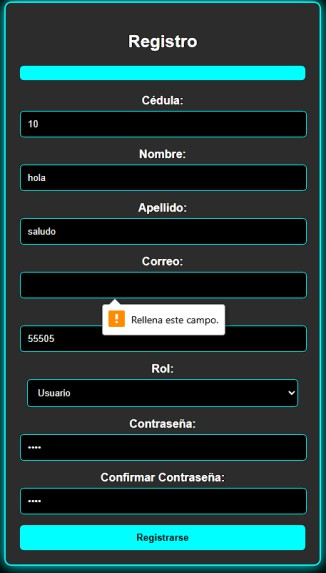 Registro
Cédula:
10
Nombre:
hola
Apellido:
saludo
Correo:
Rellena este campo.
55505
Rol:
Usuario
Contraseña:
••••
Confirmar Contraseña:
••••
Registrarse